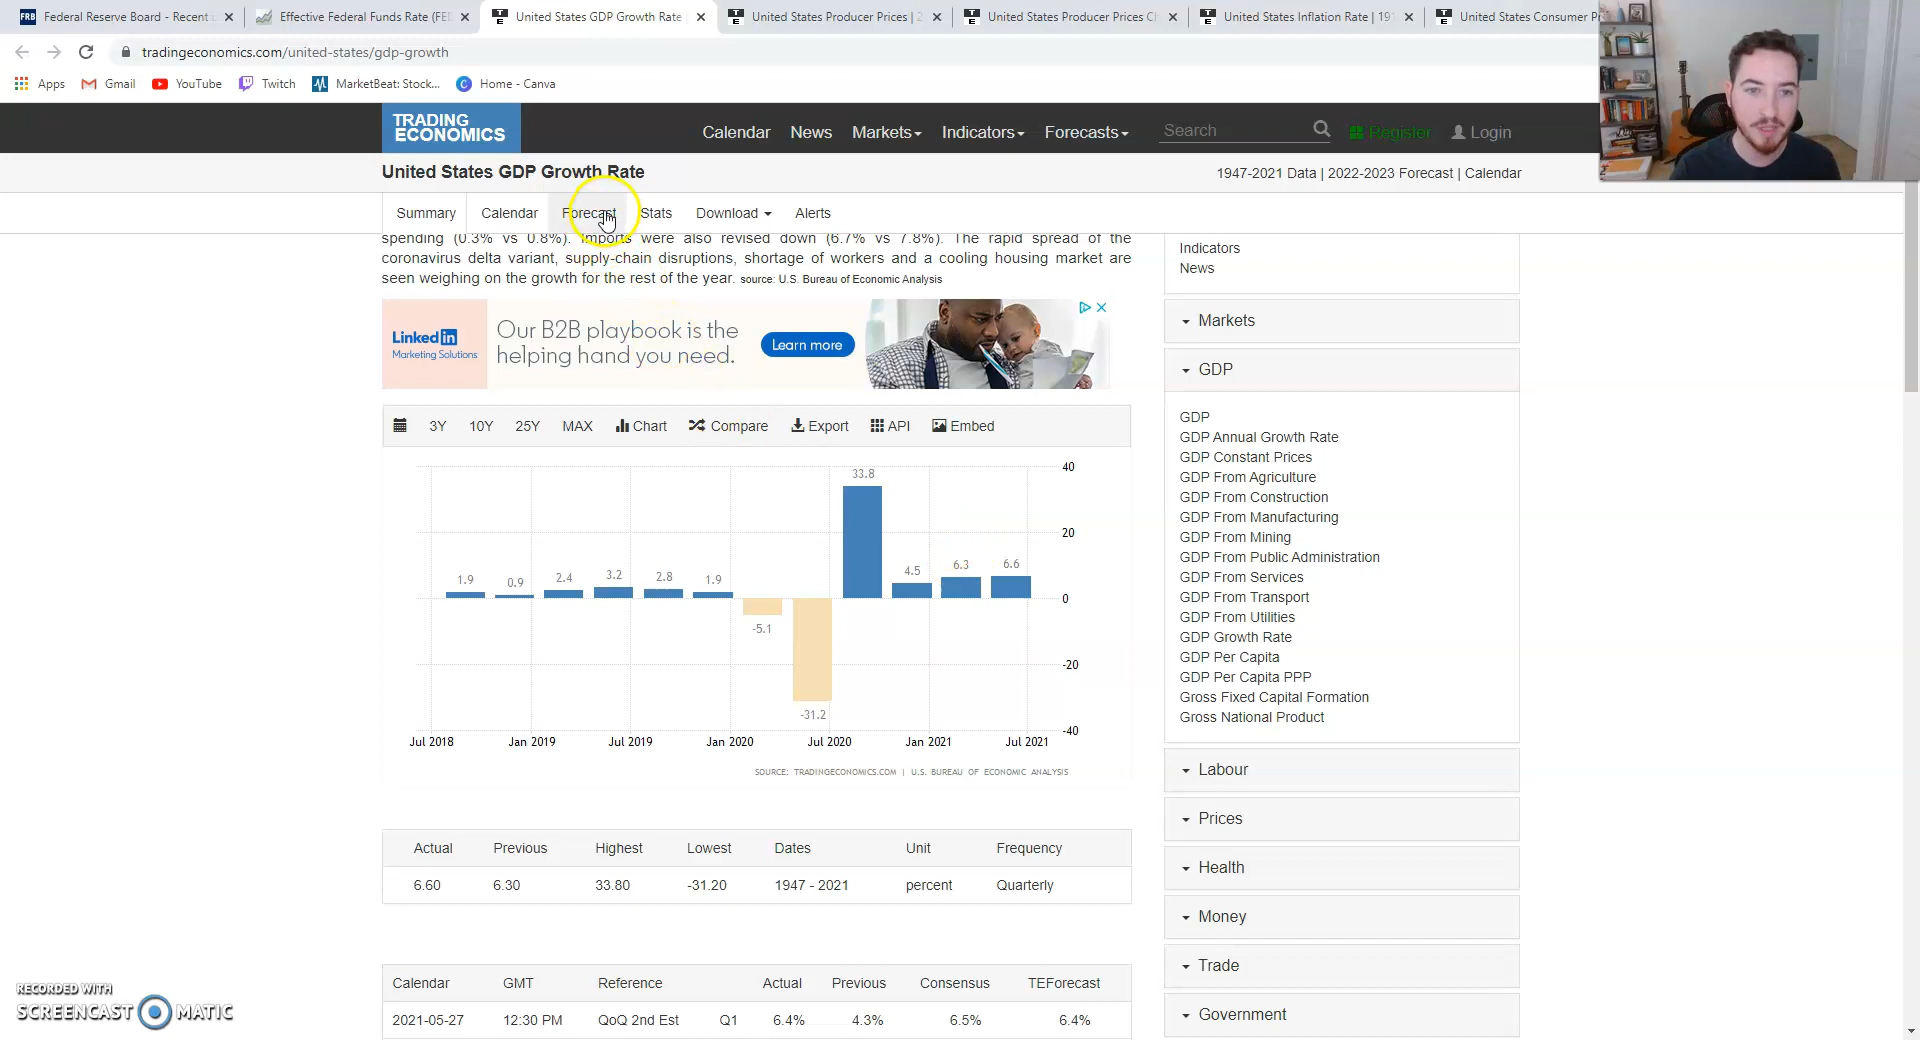 Federal Reserve Board - Recent
Effective Federal Funds Rate (FED
United States GDP Growth Rate
United States Producer Prices | 2
United States Producer Prices Ch
United States Inflation Rate | 191
United States Consumer P
tradingeconomics.com/united-states/gdp-growth
Apps Gmail YouTube Twitch MarketBeat: Stock... Home - Canva
TRADING
ECONOMICS
Calendar News Markets Indicators Forecasts Search Register Login
United States GDP Growth Rate
1947-2021 Data | 2022-2023 Forecast | Calendar
Summary Calendar Forecast Stats Download Alerts
spending (0.3% vs 0.8%). Imports were also revised down (6.7% vs 7.8%). The rapid spread of the
coronavirus delta variant, supply-chain disruptions, shortage of workers and a cooling housing market are
seen weighing on the growth for the rest of the year. source: U.S. Bureau of Economic Analysis
Linked in
Marketing Solutions
Our B2B playbook is the
helping hand you need.
Learn more
3Y 10Y 25Y MAX Chart Compare Export API Embed
40
20
0
-20
-40
1.9 0.9 2.4 3.2 2.8 1.9 -5.1 -31.2 33.8 4.5 6.3 6.6
Jul 2018 Jan 2019 Jul 2019 Jan 2020 Jul 2020 Jan 2021 Jul 2021
SOURCE: TRADINGECONOMICS.COM | U.S. BUREAU OF ECONOMIC ANALYSIS
Actual Previous Highest Lowest Dates Unit Frequency
6.60 6.30 33.80 -31.20 1947 - 2021 percent Quarterly
Calendar GMT Reference Actual Previous Consensus TEForecast
2021-05-27 12:30 PM QoQ 2nd Est Q1 6.4% 4.3% 6.5% 6.4%
Indicators
News
Markets
GDP
GDP
GDP Annual Growth Rate
GDP Constant Prices
GDP From Agriculture
GDP From Construction
GDP From Manufacturing
GDP From Mining
GDP From Public Administration
GDP From Services
GDP From Transport
GDP From Utilities
GDP Growth Rate
GDP Per Capita
GDP Per Capita PPP
Gross Fixed Capital Formation
Gross National Product
Labour
Prices
Health
Money
Trade
Government
RECORDED WITH
SCREENCAST MATIC